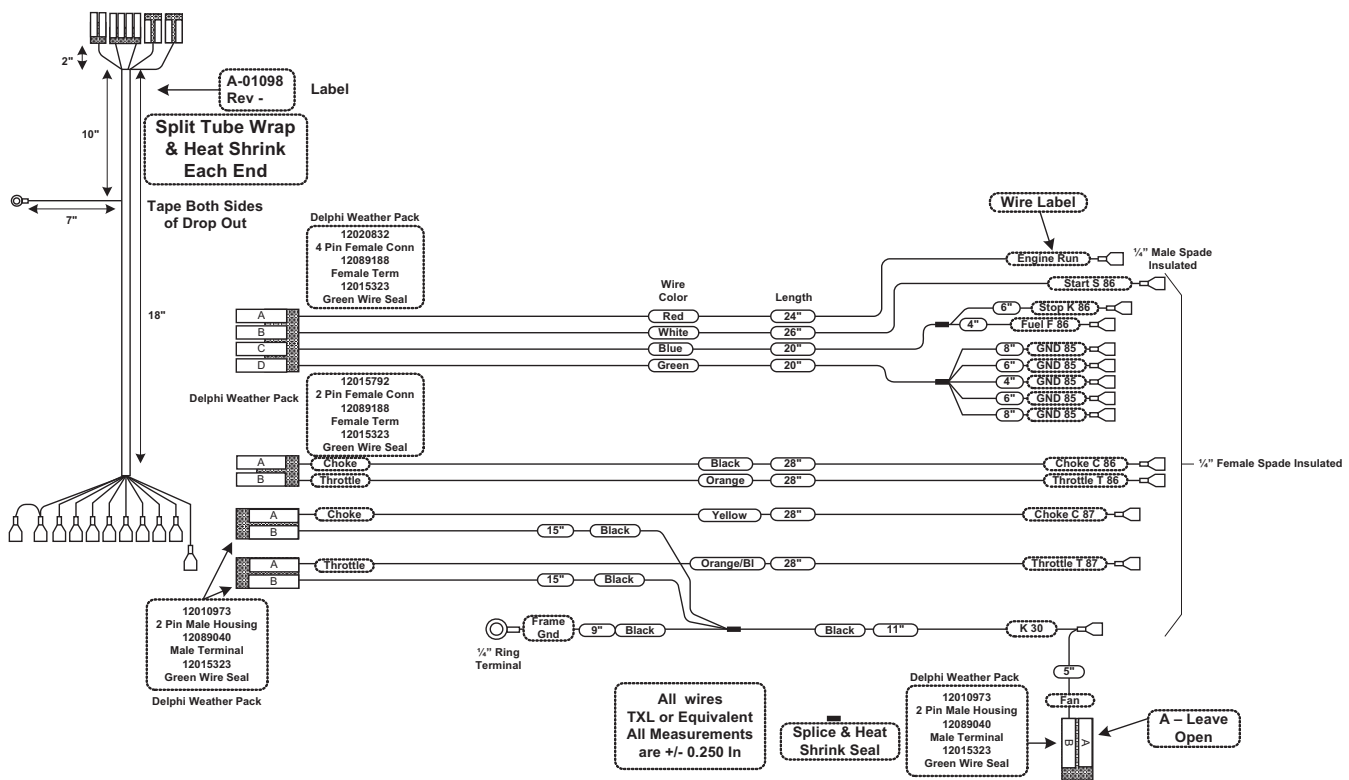 2"
A-01098
Rev -
Label
10"
Split Tube Wrap
& Heat Shrink
Each End
7"
Tape Both Sides
of Drop Out
18"
Delphi Weather Pack
12020832
4 Pin Female Conn
12089188
Female Term
12015323
Green Wire Seal
Wire Label
Wire
Color
Length
Engine Run
¼” Male Spade
Insulated
Start S 86
A
Red
24"
B
White
26"
C
Blue
20"
D
Green
20"
6"
Stop K 86
4"
Fuel F 86
8"
GND 85
6"
GND 85
4"
GND 85
6"
GND 85
8"
GND 85
Delphi Weather Pack
12015792
2 Pin Female Conn
12089188
Female Term
12015323
Green Wire Seal
A
Choke
Black
28"
Choke C 86
B
Throttle
Orange
28"
Throttle T 86
¼” Female Spade Insulated
A
Choke
Yellow
28"
Choke C 87
B
15"
Black
A
Throttle
Orange/Bl
28"
Throttle T 87
B
15"
Black
12010973
2 Pin Male Housing
12089040
Male Terminal
12015323
Green Wire Seal
Delphi Weather Pack
Frame
Gnd
9"
Black
Black
11"
K 30
¼” Ring
Terminal
5"
Fan
All wires
TXL or Equivalent
All Measurements
are +/- 0.250 In
Splice & Heat
Shrink Seal
Delphi Weather Pack
12010973
2 Pin Male Housing
12089040
Male Terminal
12015323
Green Wire Seal
B
A
A – Leave
Open